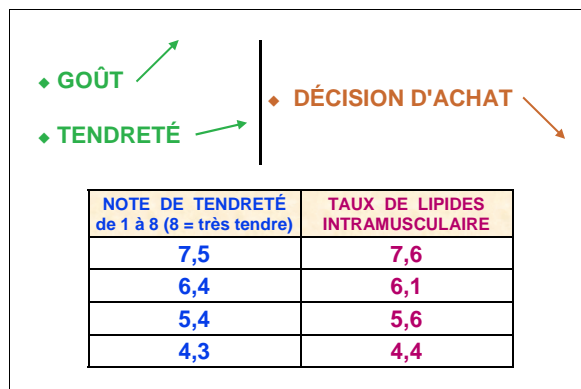 ◆ GOÛT
◆ TENDRETÉ
◆ DÉCISION D'ACHAT
NOTE DE TENDRETÉ
de 1 à 8 (8 = très tendre)
TAUX DE LIPIDES
INTRAMUSCULAIRE
7,5 7,6
6,4 6,1
5,4 5,6
4,3 4,4